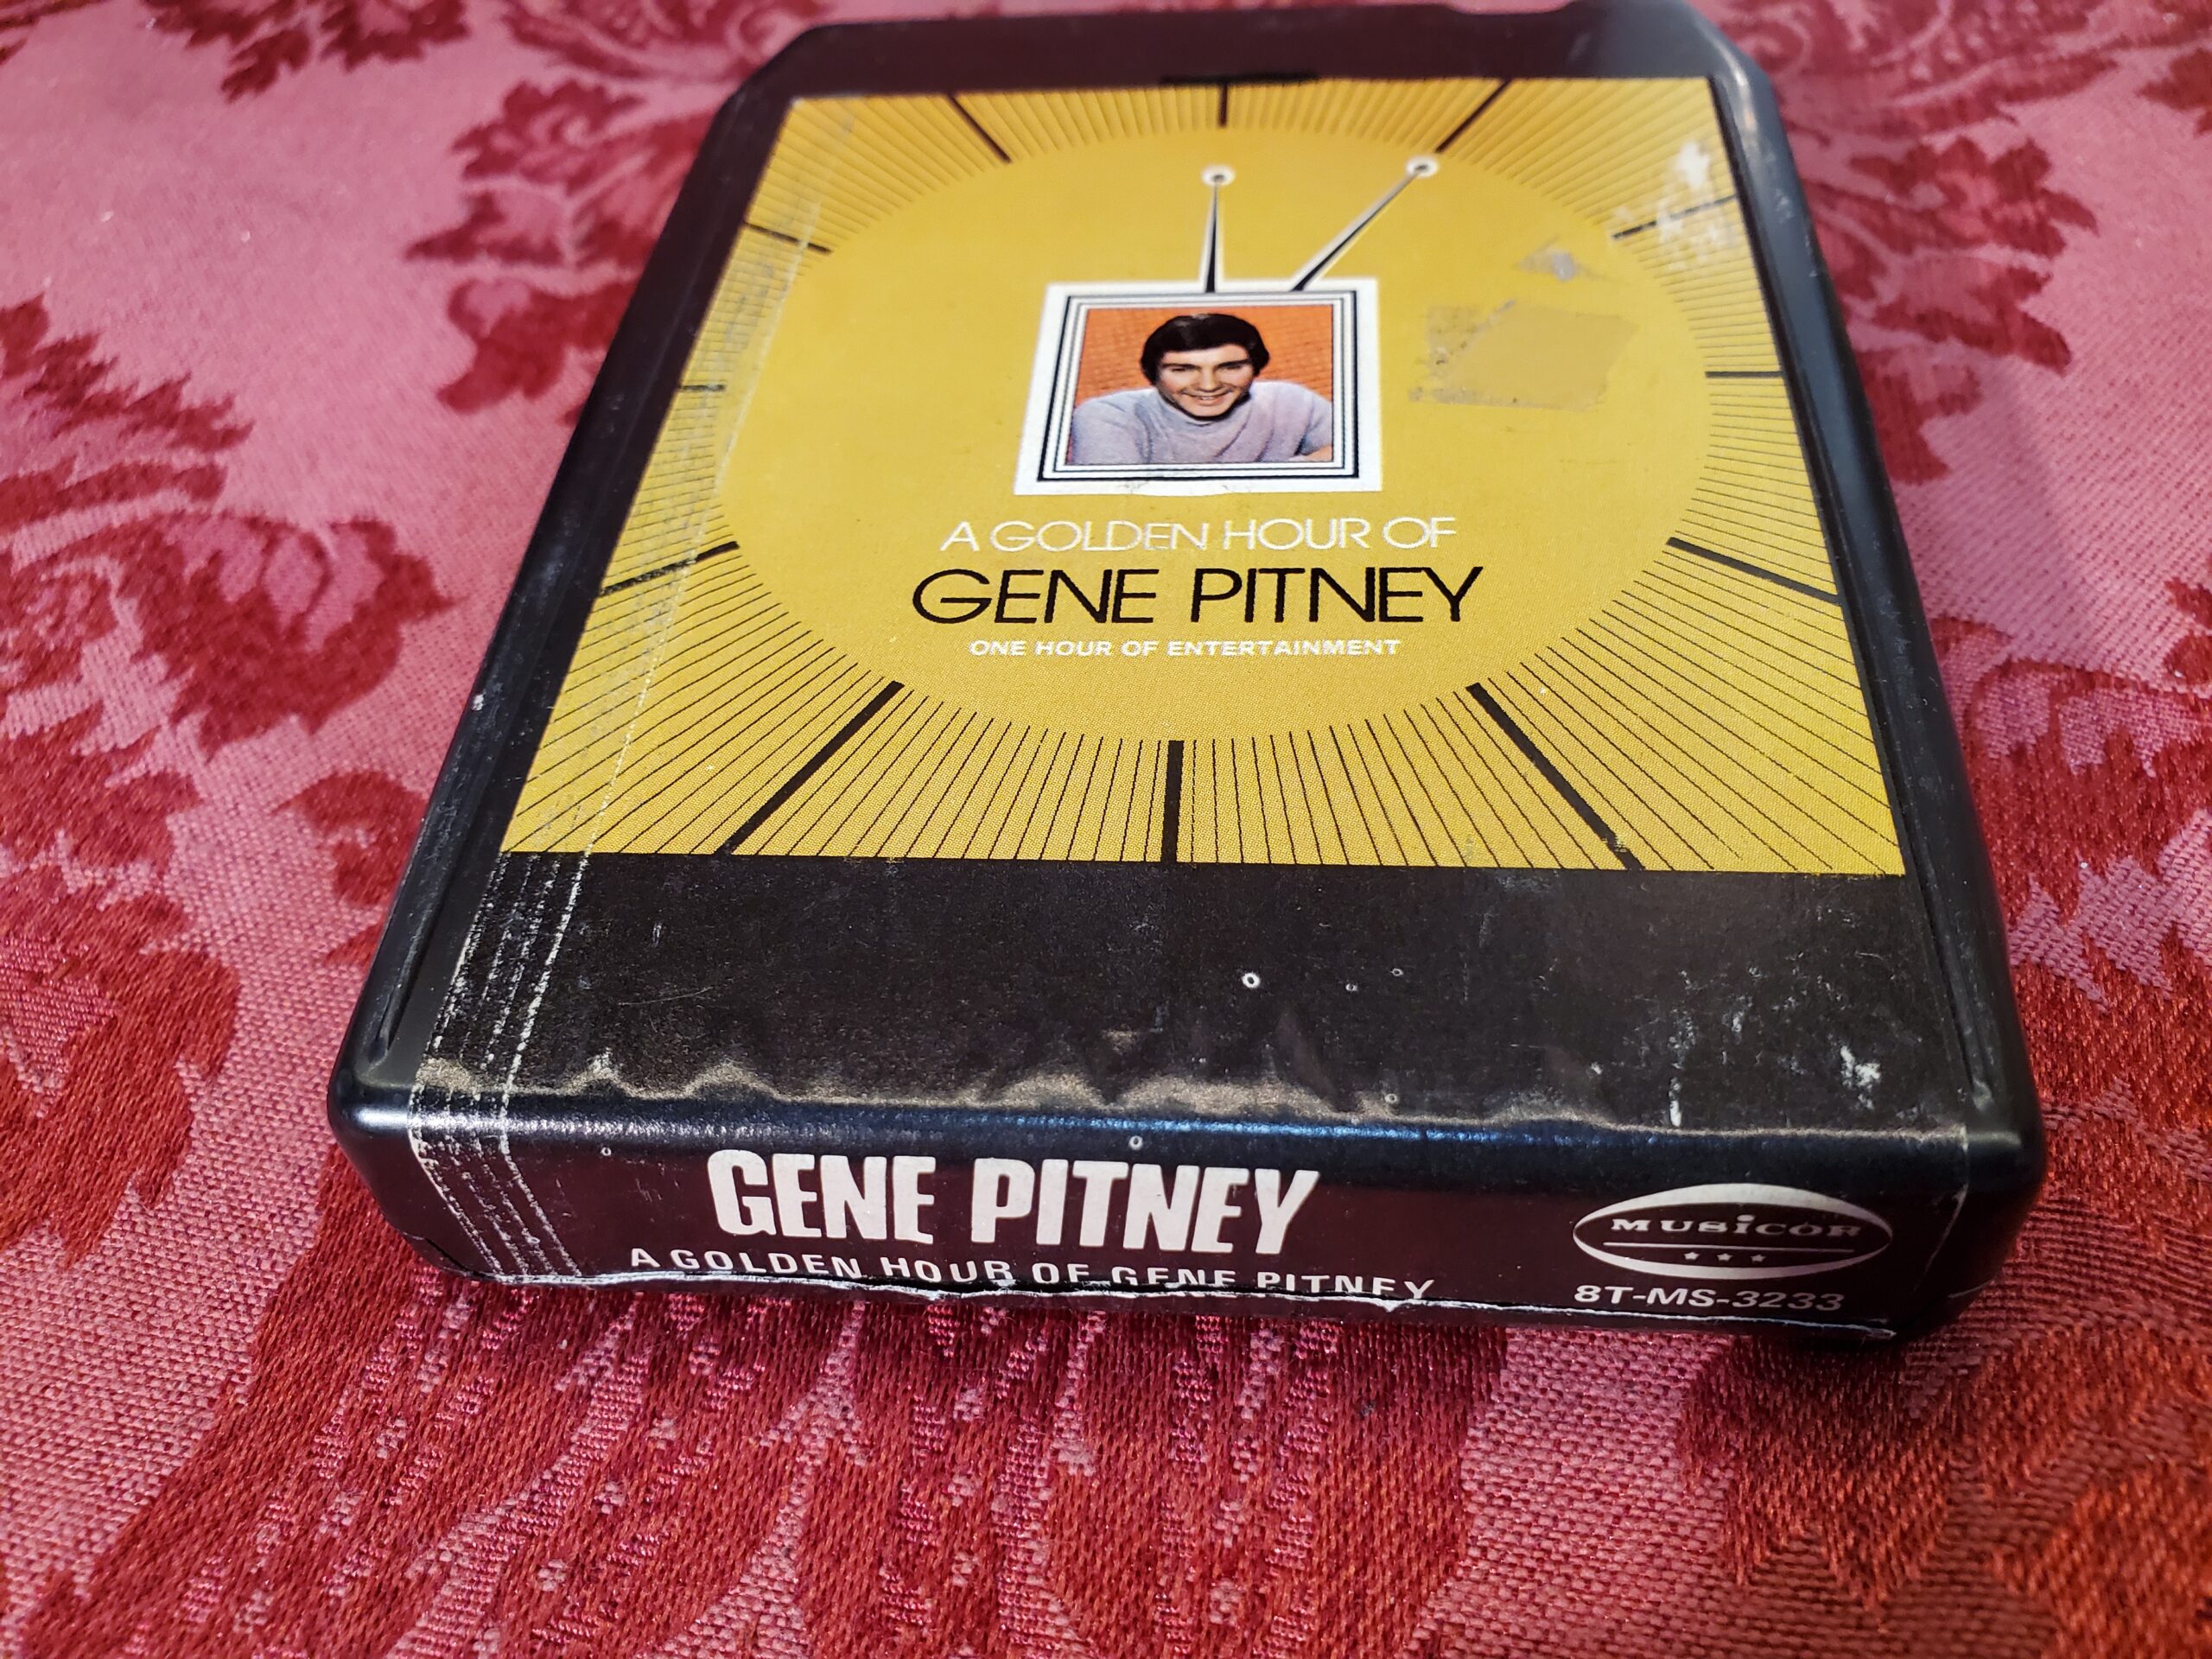 A GOLDEN HOUR OF
GENE PITNEY
ONE HOUR OF ENTERTAINMENT
GENE PITNEY
A GOLDEN HOUR OF GENE PITNEY
MUSiCOR
8T-MS-3233